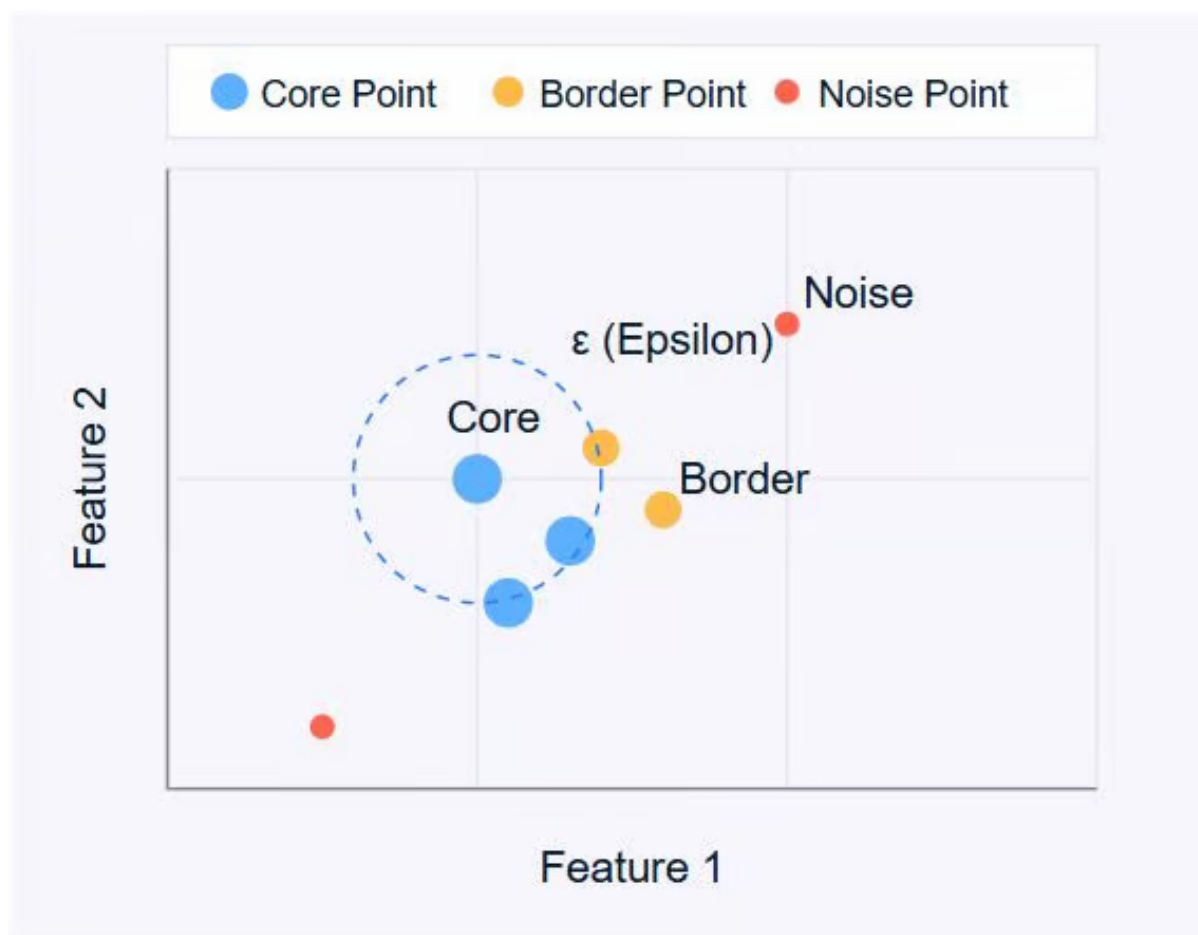 Core Point Border Point Noise Point
Noise
ε (Epsilon)
Core
Border
Feature 2
Feature 1